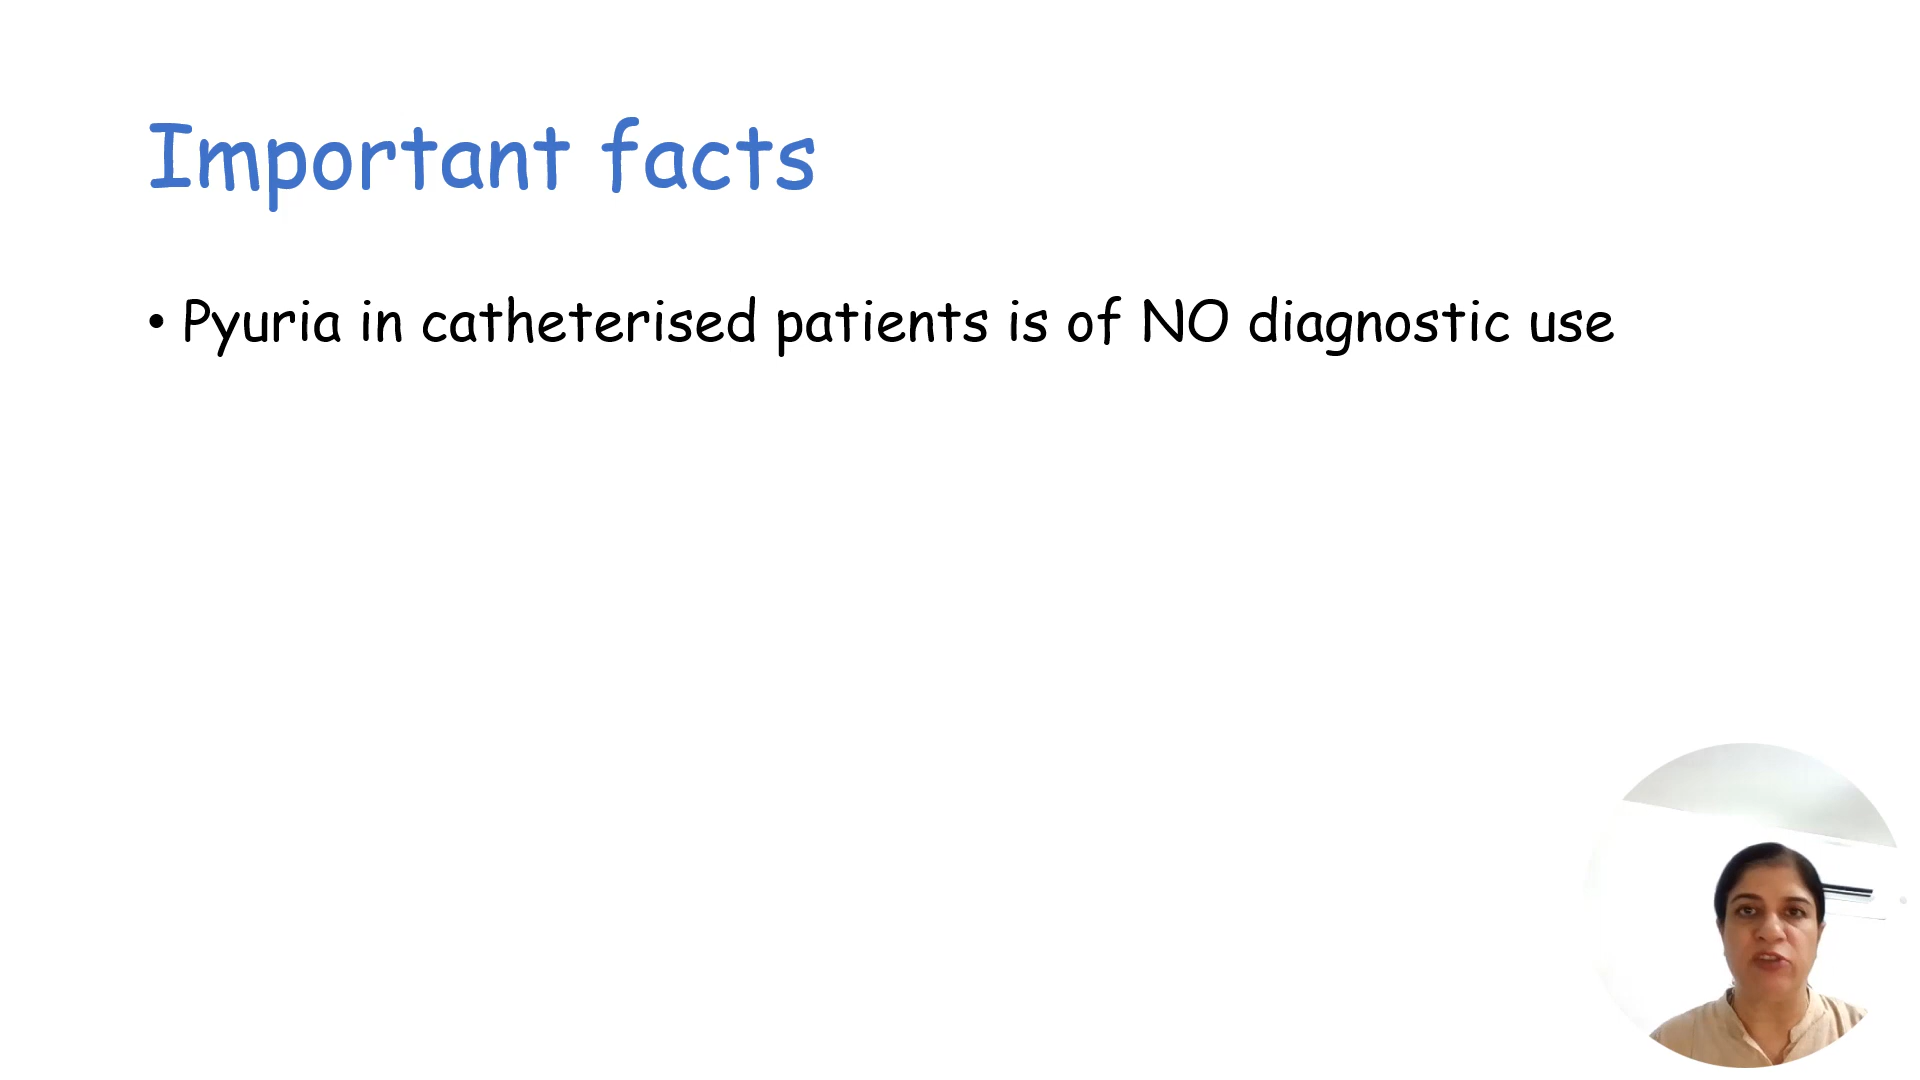 Important facts
• Pyuria in catheterised patients is of NO diagnostic use